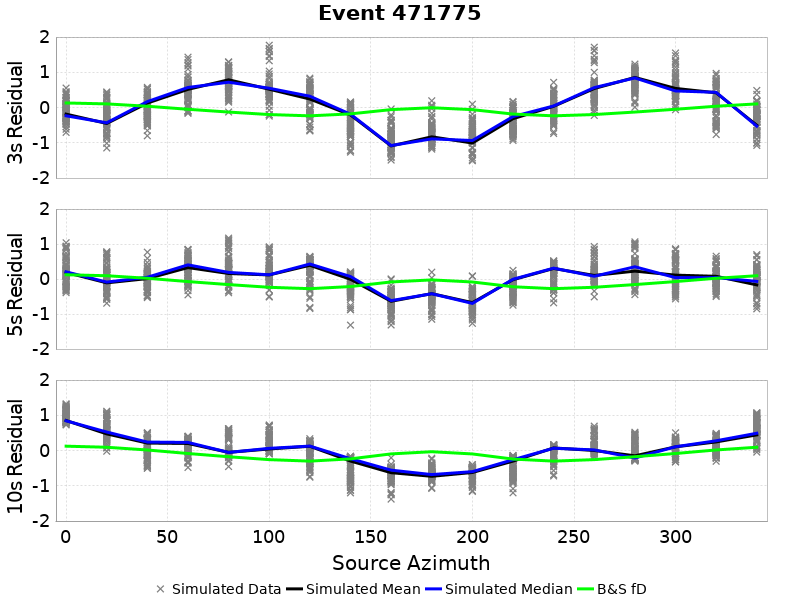 Event 471775
3s Residual
2
1
0
-1
-2
5s Residual
2
1
0
-1
-2
10s Residual
2
1
0
-1
-2
0 50 100 150 200 250 300
Source Azimuth
Simulated Data Simulated Mean Simulated Median B&S fD